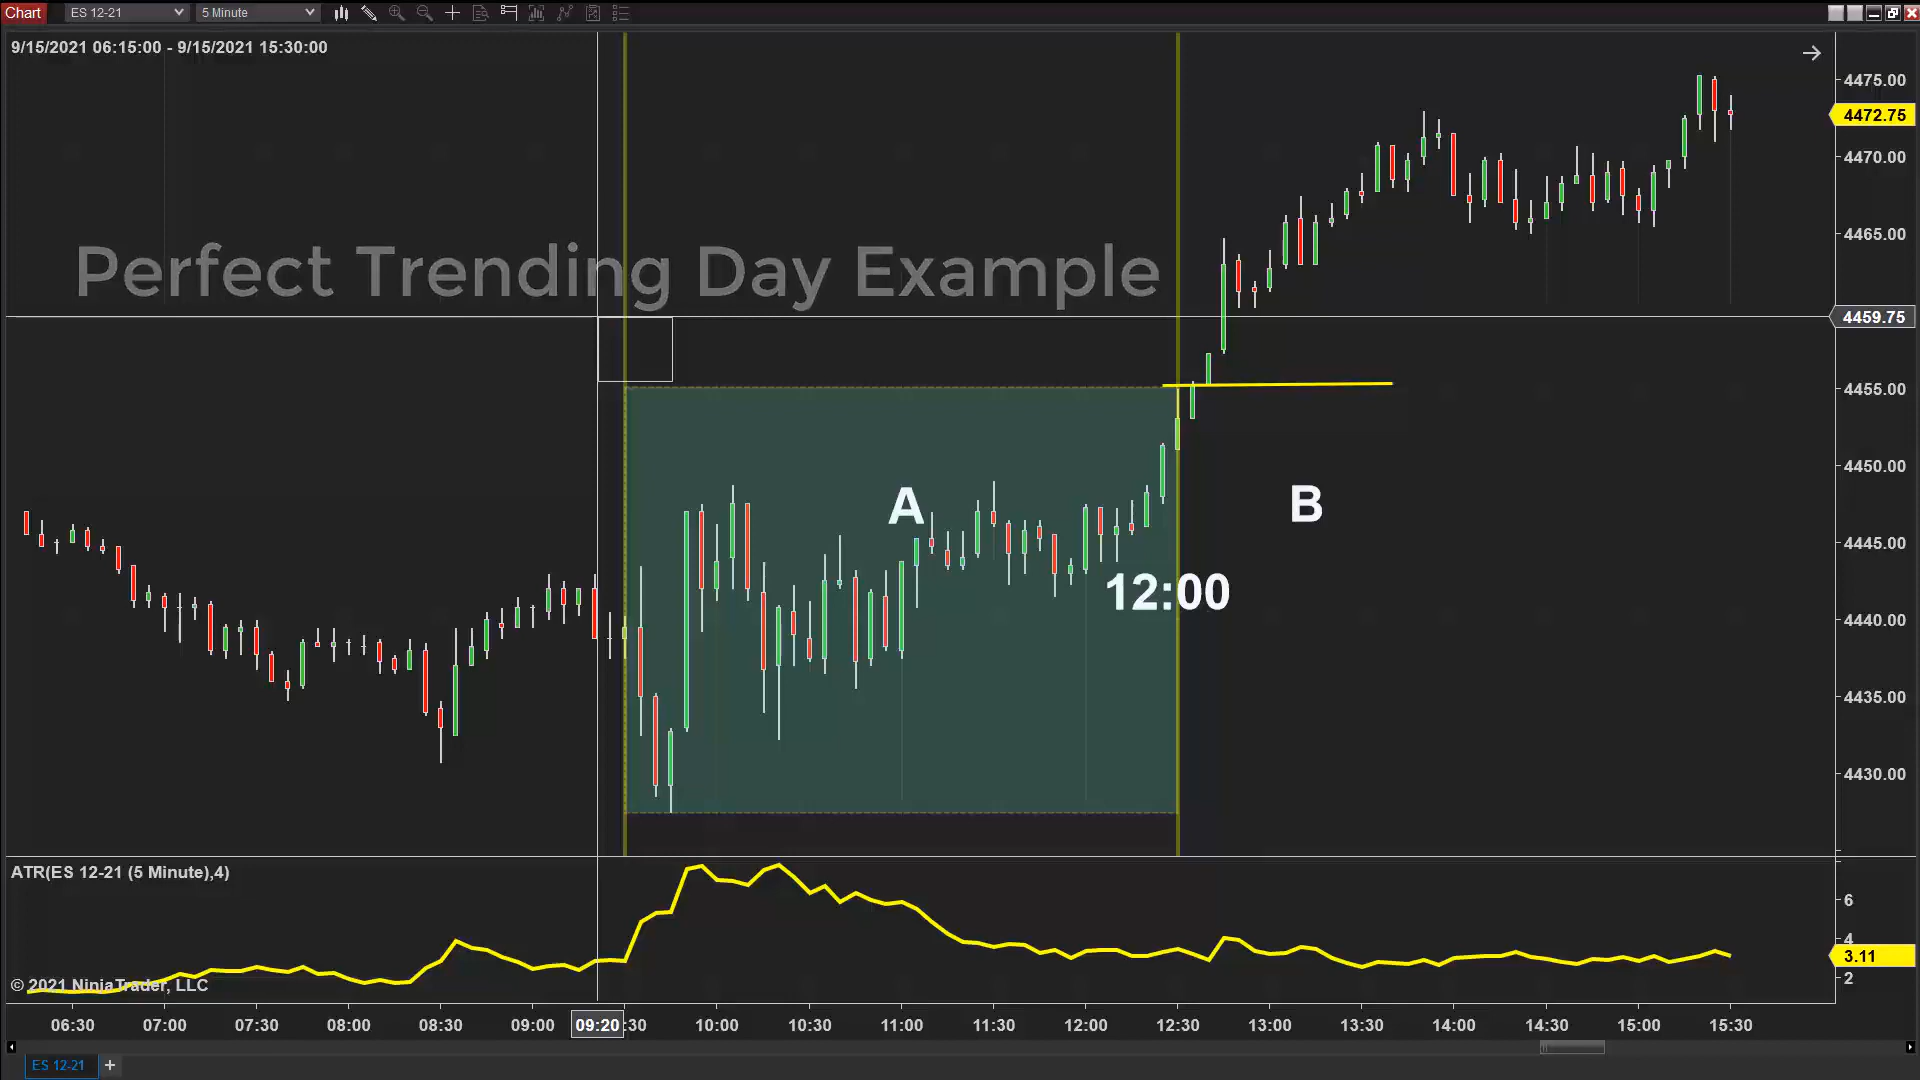 Chart ES 12-21 5 Minute
9/15/2021 06:15:00 - 9/15/2021 15:30:00
4475.00
4472.75
4470.00
4465.00
Perfect Trending Day Example
4459.75
4455.00
4450.00
A
B
4445.00
12:00
4440.00
4435.00
4430.00
ATR(ES 12-21 (5 Minute),4)
6
4
3.11
2
© 2021 NinjaTrader, LLC
06:30 07:00 07:30 08:00 08:30 09:00 09:20 :30 10:00 10:30 11:00 11:30 12:00 12:30 13:00 13:30 14:00 14:30 15:00 15:30
ES 12-21 +